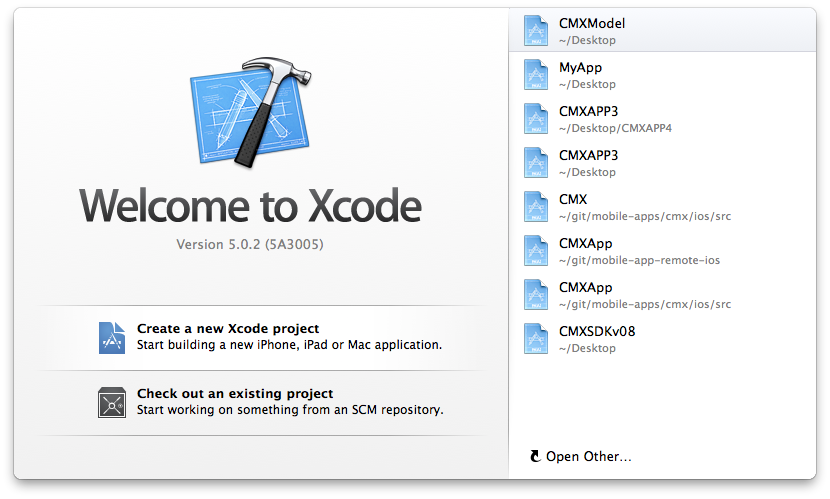 Welcome to Xcode
Version 5.0.2 (5A3005)
Create a new Xcode project
Start building a new iPhone, iPad or Mac application.
Check out an existing project
Start working on something from an SCM repository.
CMXModel
~/Desktop
MyApp
~/Desktop
CMXAPP3
~/Desktop/CMXAPP4
CMXAPP3
~/Desktop
CMX
~/git/mobile-apps/cmx/ios/src
CMXApp
~/git/mobile-app-remote-ios
CMXApp
~/git/mobile-apps/cmx/ios/src
CMXSDKv08
~/Desktop
Open Other...